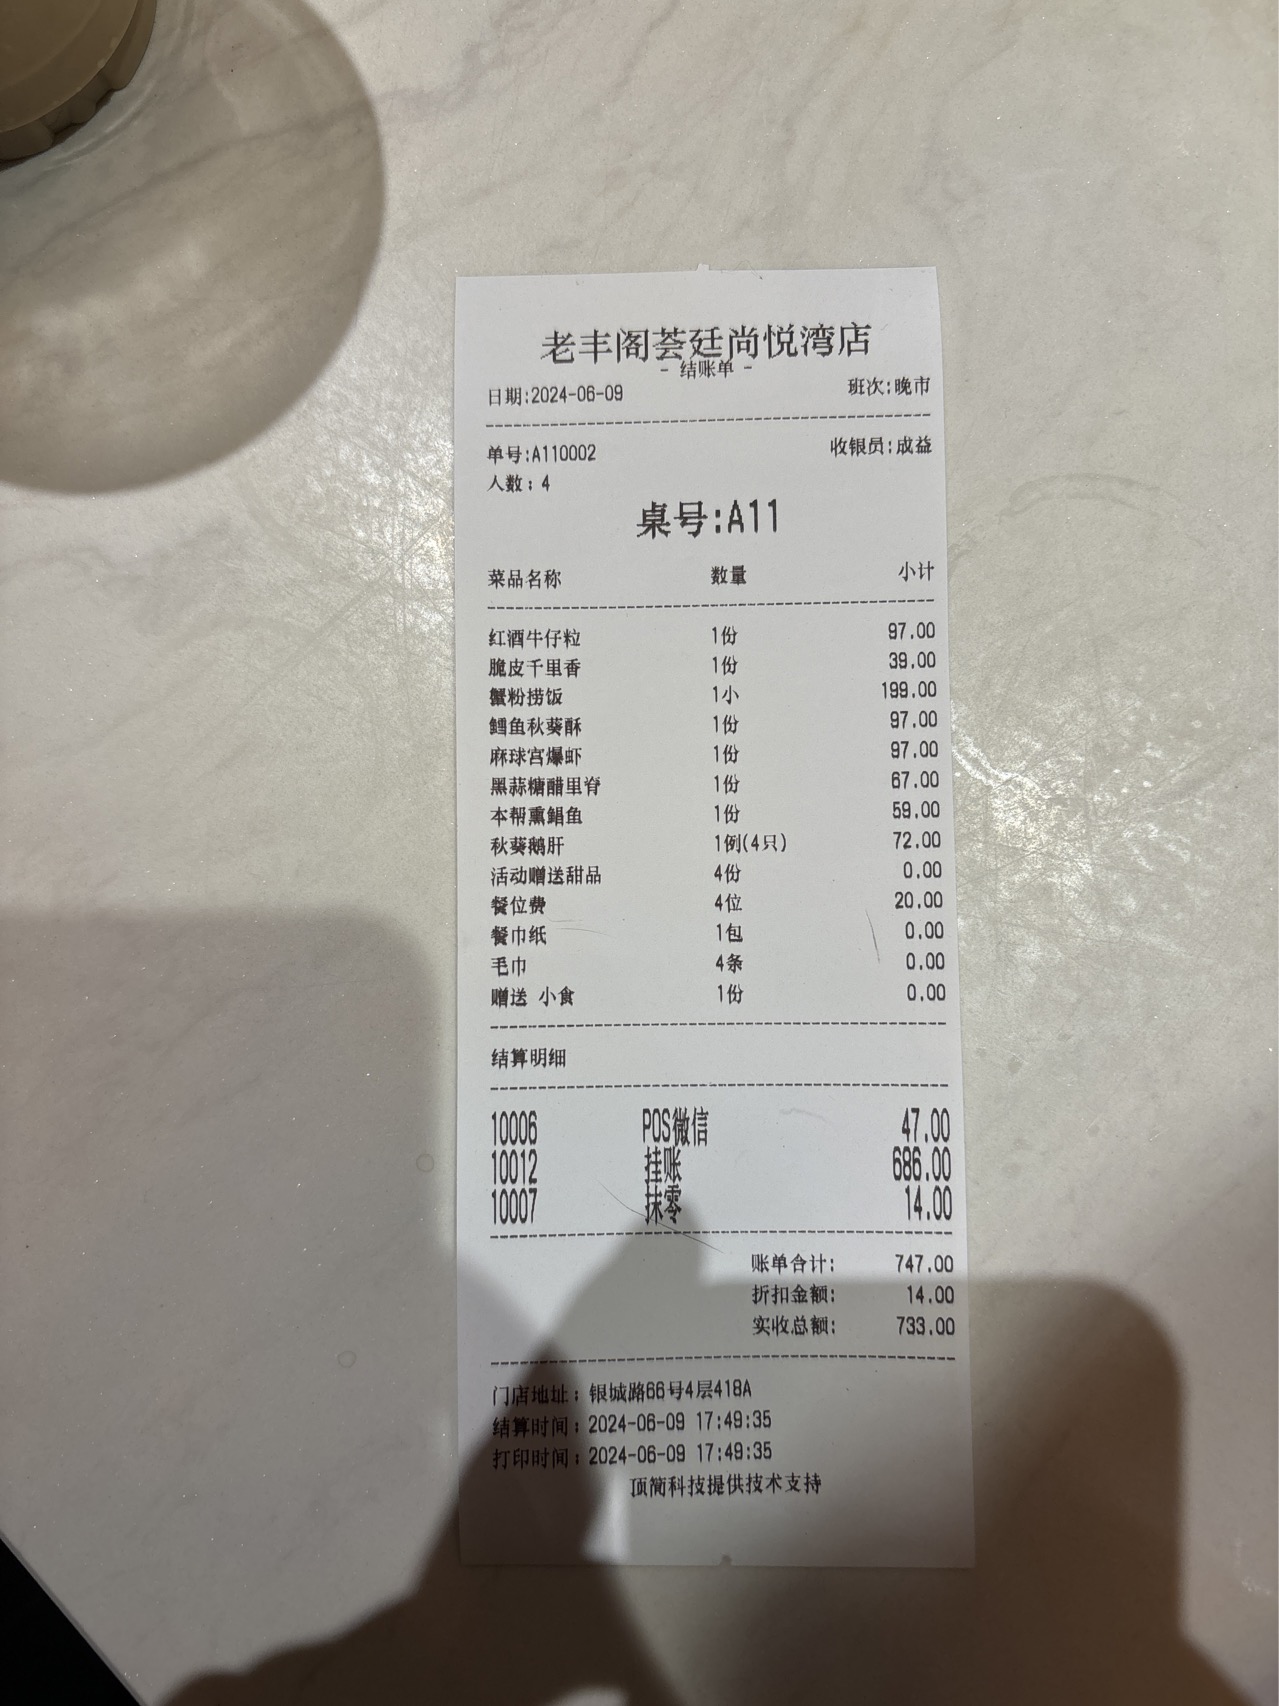 老丰阁荟廷尚悦湾店
- 结账单 -
日期:2024-06-09 班次:晚市
单号:A110002 收银员:成益
人数: 4
桌号:A11
菜品名称 数量 小计
红酒牛仔粒 1份 97.00
脆皮千里香 1份 39.00
蟹粉捞饭 1小 199.00
鳕鱼秋葵酥 1份 97.00
麻球宫爆虾 1份 97.00
黑蒜糖醋里脊 1份 67.00
本帮熏鲳鱼 1份 59.00
秋葵鹅肝 1例(4只) 72.00
活动赠送甜品 4份 0.00
餐位费 4位 20.00
餐巾纸 1包 0.00
毛巾 4条 0.00
赠送 小食 1份 0.00
结算明细
10006 POS微信 47.00
10012 挂账 686.00
10007 抹零 14.00
账单合计: 747.00
折扣金额: 14.00
实收总额: 733.00
门店地址: 银城路66号4层418A
结算时间: 2024-06-09 17:49:35
打印时间: 2024-06-09 17:49:35
顶简科技提供技术支持